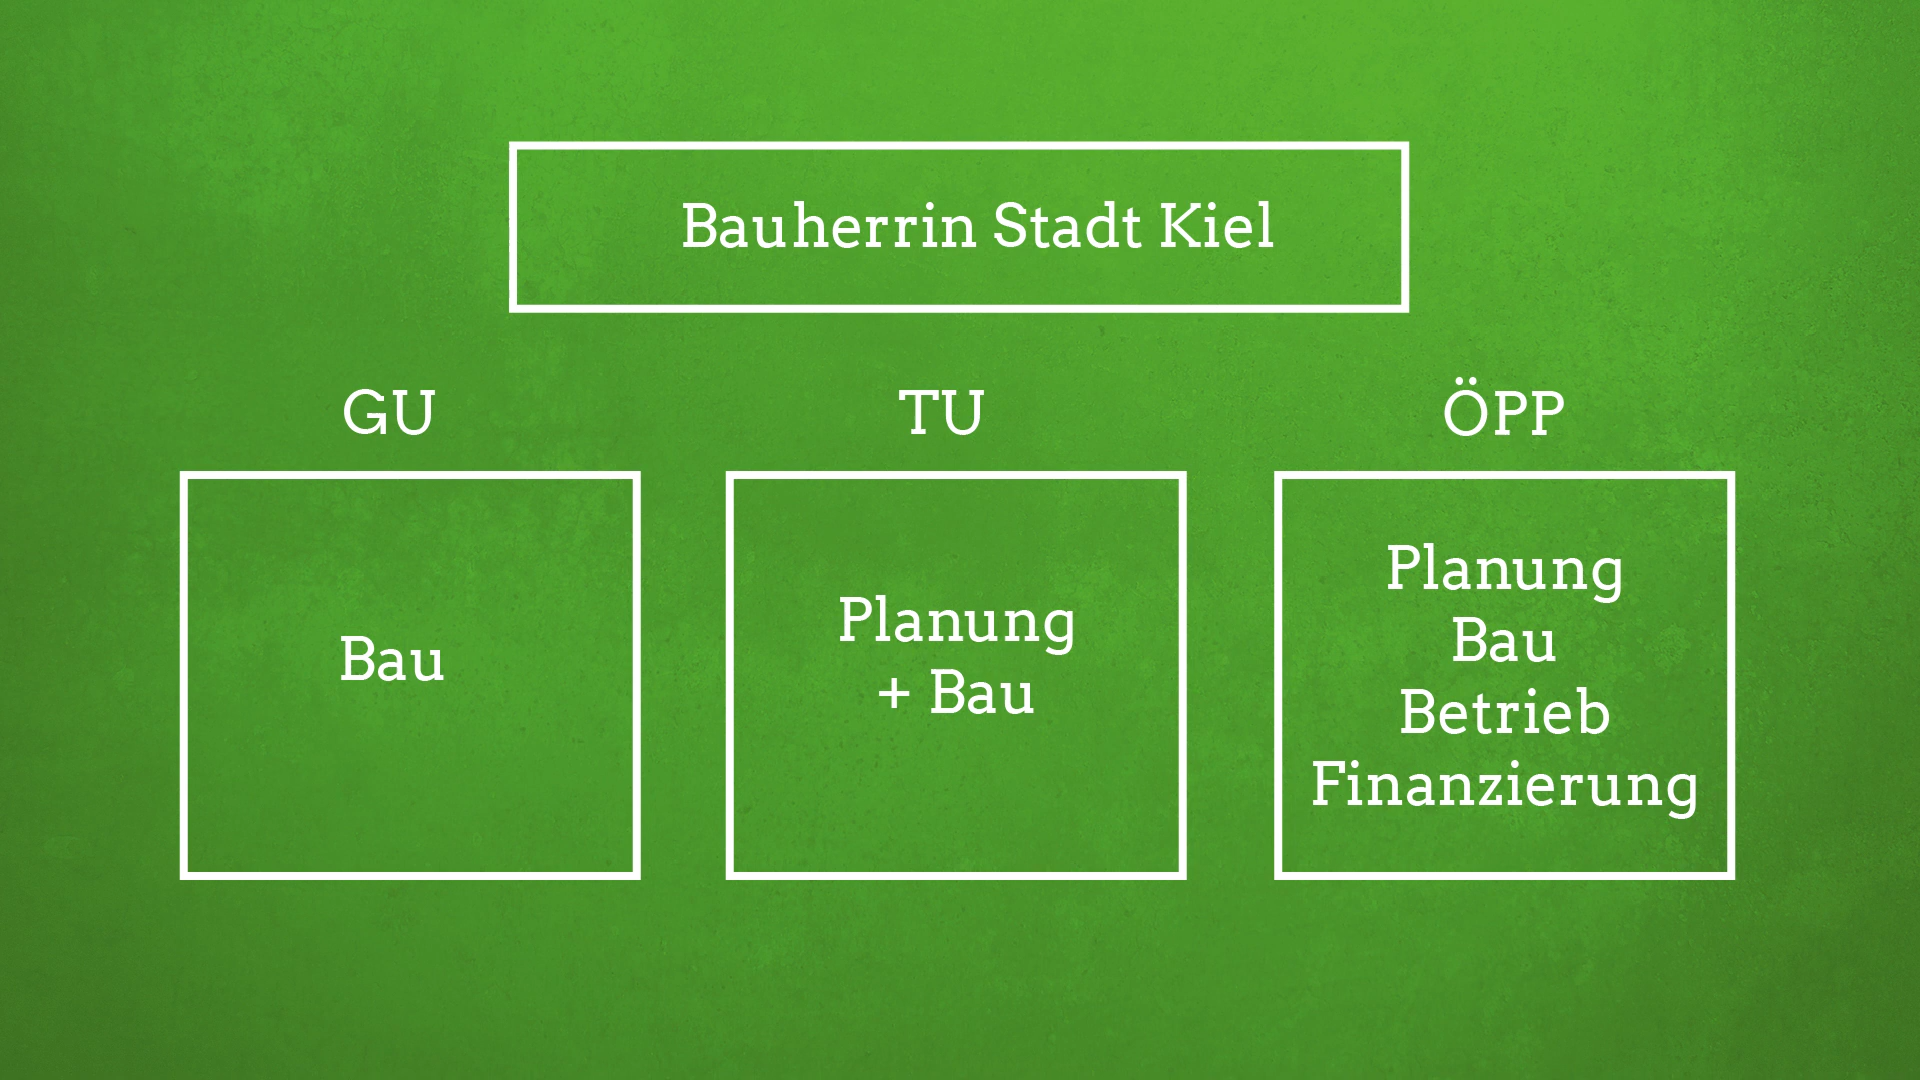 Bauherrin Stadt Kiel
GU
TU
ÖPP
Bau
Planung
+ Bau
Planung
Bau
Betrieb
Finanzierung